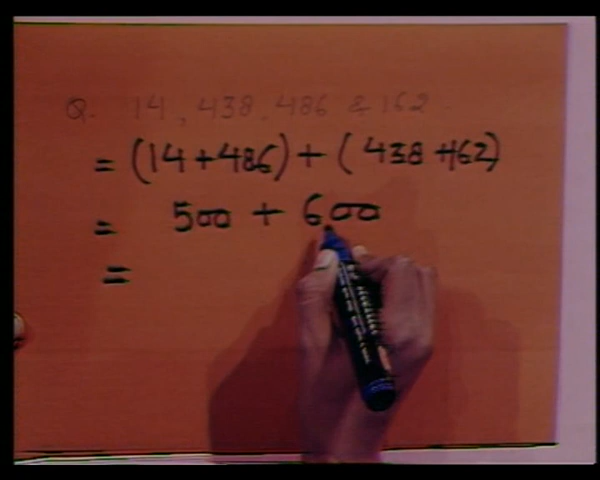 Q. 14, 438, 486 & 162
= (14 + 486) + (438 + 162)
= 500 + 600
=